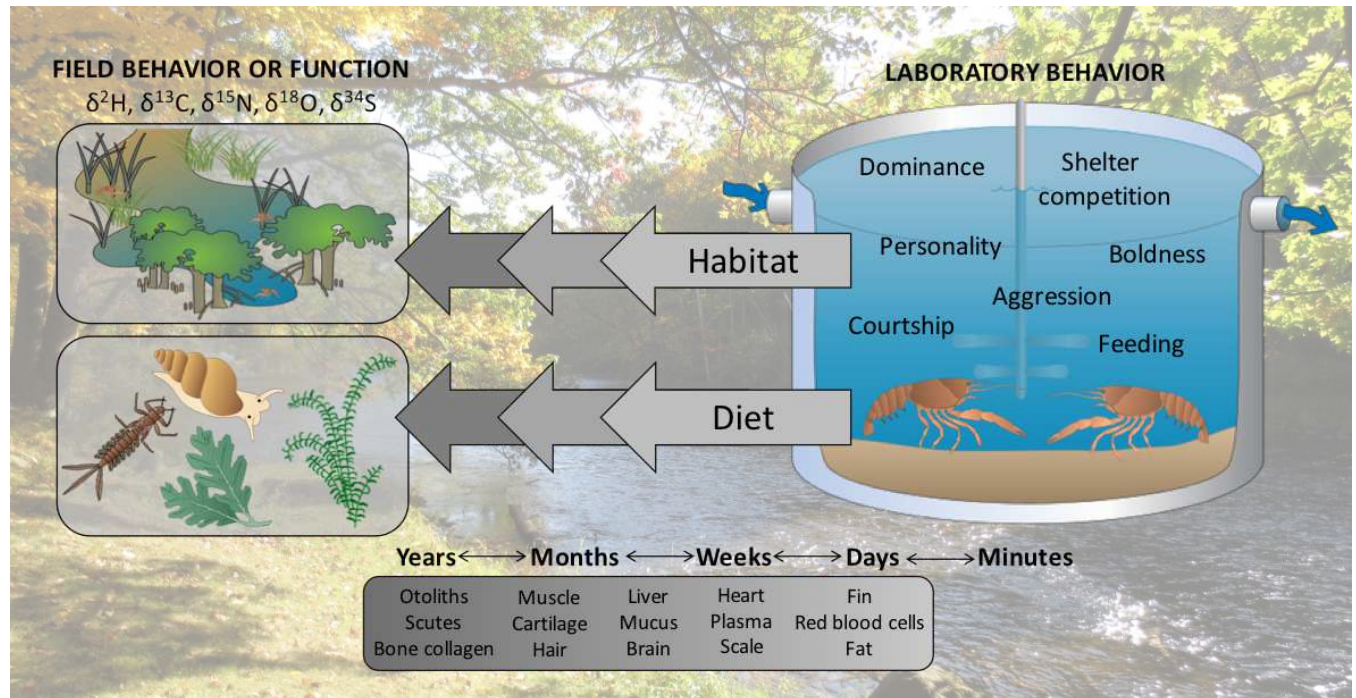 FIELD BEHAVIOR OR FUNCTION
δ²H, δ¹³C, δ¹⁵N, δ¹⁸O, δ³⁴S
LABORATORY BEHAVIOR
Dominance
Shelter
competition
Personality
Boldness
Aggression
Courtship
Feeding
Habitat
Diet
Years Months Weeks Days Minutes
Otoliths Muscle Liver Heart Fin
Scutes Cartilage Mucus Plasma Red blood cells
Bone collagen Hair Brain Scale Fat